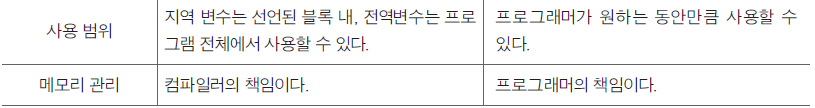 사용 범위
지역 변수는 선언된 블록 내, 전역변수는 프로
그램 전체에서 사용할 수 있다.
프로그래머가 원하는 동안만큼 사용할 수
있다.
메모리 관리
컴파일러의 책임이다.
프로그래머의 책임이다.